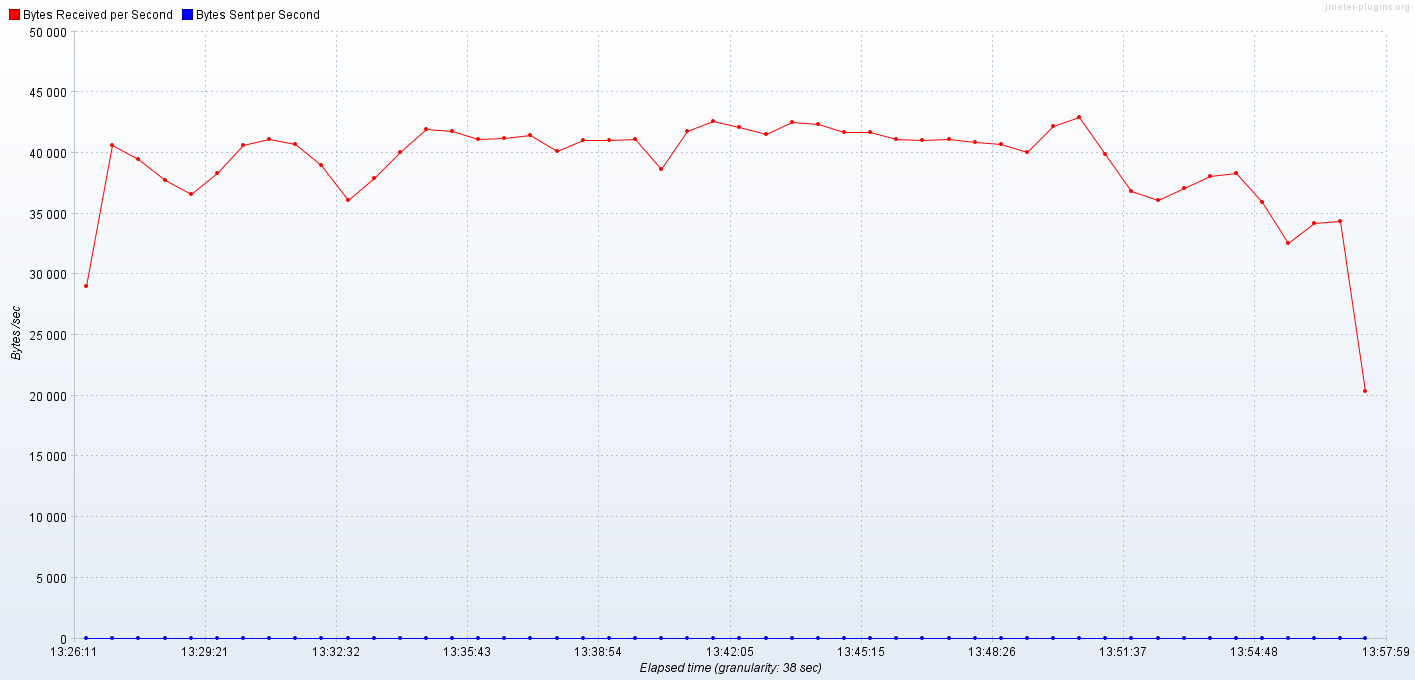 jmeter-plugins.org
Bytes Received per Second Bytes Sent per Second
50 000
45 000
40 000
35 000
30 000
25 000
20 000
15 000
10 000
5 000
0
Bytes /sec
13:26:11 13:29:21 13:32:32 13:35:43 13:38:54 13:42:05 13:45:15 13:48:26 13:51:37 13:54:48 13:57:59
Elapsed time (granularity: 38 sec)